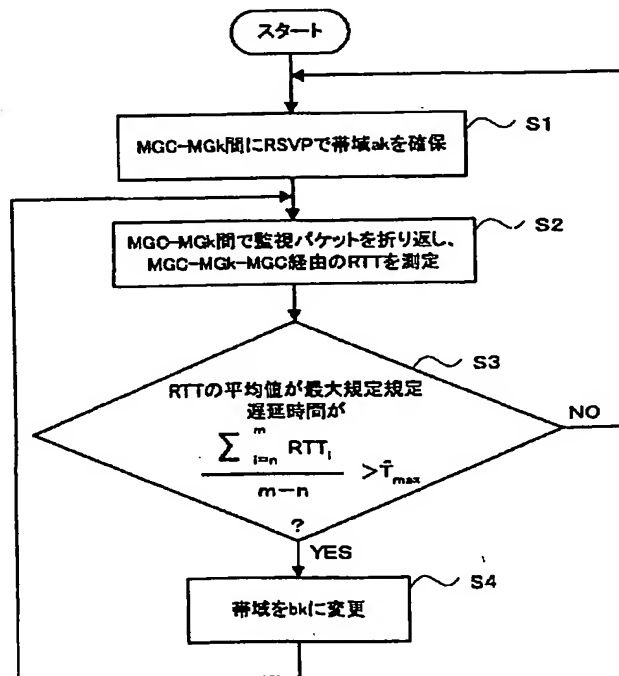 スタート
S1
MGC-MGk間にRSVPで帯域akを確保
S2
MGC-MGk間で監視パケットを折り返し、
MGC-MGk-MGC経由のRTTを測定
S3
RTTの平均値が最大規定規定
遅延時間が
∑ m i=n RTTi
m-n
>T̄max
?
NO
YES
S4
帯域をbkに変更